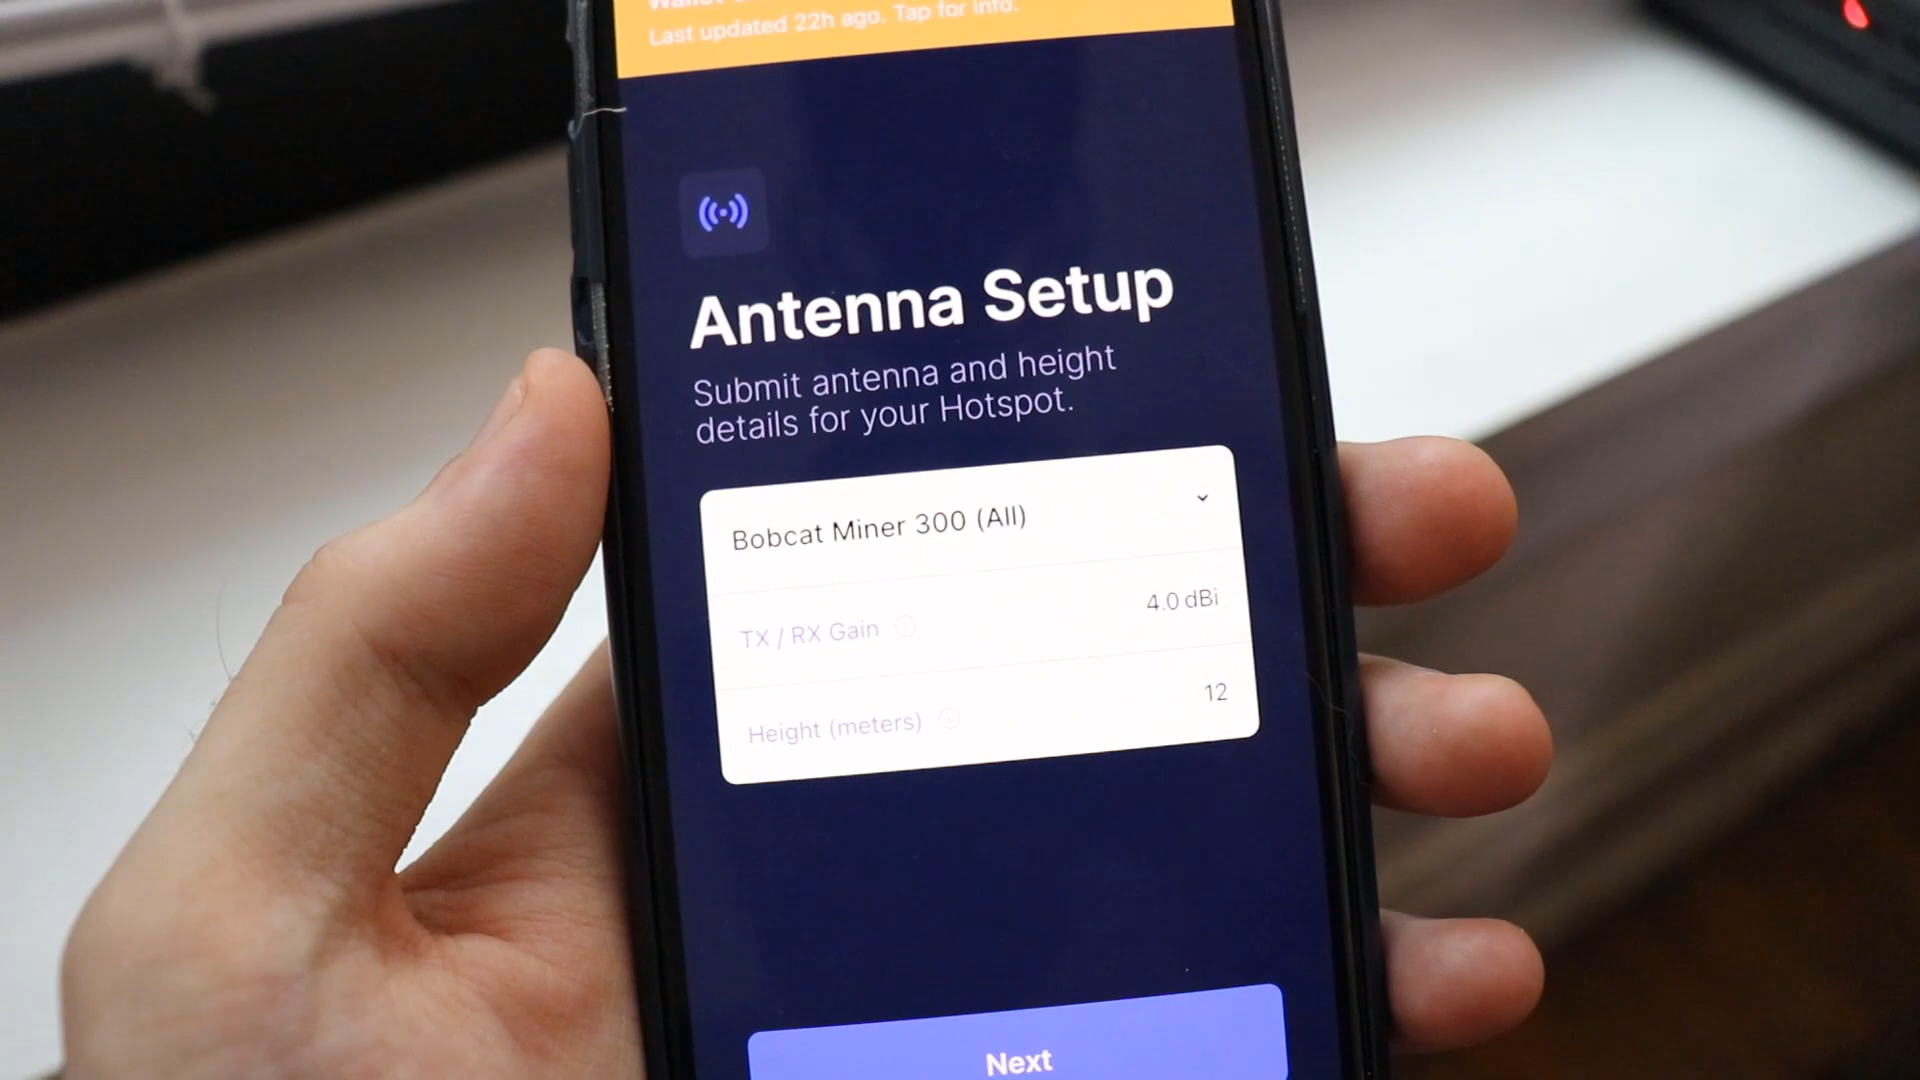 Last updated 22h ago. Tap for info.
Antenna Setup
Submit antenna and height
details for your Hotspot.
Bobcat Miner 300 (All)
TX / RX Gain 4.0 dBi
Height (meters) 12
Next